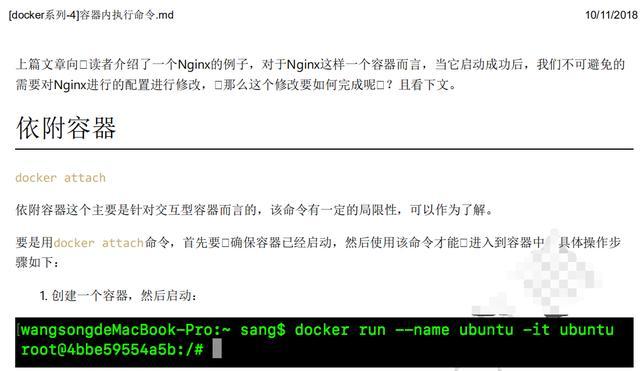 [docker系列-4]容器内执行命令.md 10/11/2018
上篇文章向读者介绍了一个Nginx的例子，对于Nginx这样一个容器而言，当它启动成功后，我们不可避免的
需要对Nginx进行的配置进行修改，那么这个修改要如何完成呢？且看下文。
依附容器
docker attach
依附容器这个主要是针对交互型容器而言的，该命令有一定的局限性，可以作为了解。
要是用docker attach命令，首先要确保容器已经启动，然后使用该命令才能进入到容器中 具体操作步
骤如下：
1. 创建一个容器，然后启动：
[wangsongdeMacBook-Pro:~ sang$ docker run --name ubuntu -it ubuntu
root@4bbe59554a5b:/#